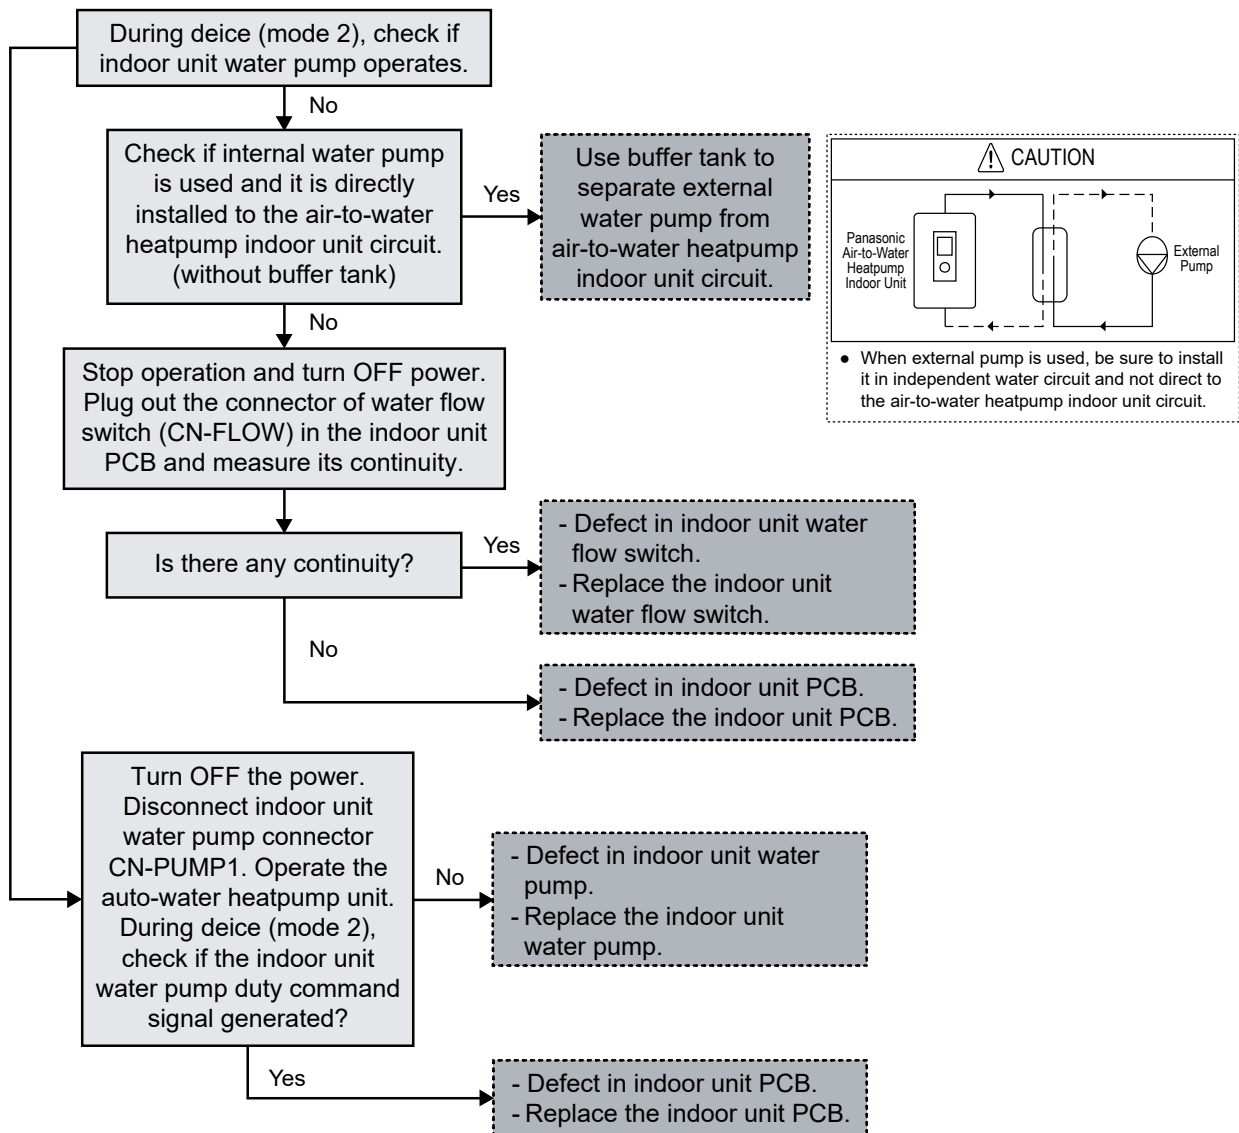 During deice (mode 2), check if
indoor unit water pump operates.
No
Check if internal water pump
is used and it is directly
installed to the air-to-water
heatpump indoor unit circuit.
(without buffer tank)
Yes
Use buffer tank to
separate external
water pump from
air-to-water heatpump
indoor unit circuit.
CAUTION
Panasonic
Air-to-Water
Heatpump
Indoor Unit
External
Pump
● When external pump is used, be sure to install
it in independent water circuit and not direct to
the air-to-water heatpump indoor unit circuit.
No
Stop operation and turn OFF power.
Plug out the connector of water flow
switch (CN-FLOW) in the indoor unit
PCB and measure its continuity.
Is there any continuity?
Yes
- Defect in indoor unit water
flow switch.
- Replace the indoor unit
water flow switch.
No
- Defect in indoor unit PCB.
- Replace the indoor unit PCB.
Turn OFF the power.
Disconnect indoor unit
water pump connector
CN-PUMP1. Operate the
auto-water heatpump unit.
During deice (mode 2),
check if the indoor unit
water pump duty command
signal generated?
No
- Defect in indoor unit water
pump.
- Replace the indoor unit
water pump.
Yes
- Defect in indoor unit PCB.
- Replace the indoor unit PCB.